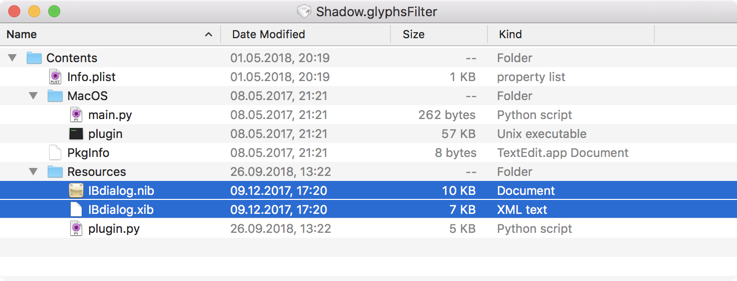 Shadow.glyphsFilter
Name Date Modified Size Kind
Contents 01.05.2018, 20:19 -- Folder
Info.plist 01.05.2018, 20:19 1 KB property list
MacOS 08.05.2017, 21:21 -- Folder
main.py 08.05.2017, 21:21 262 bytes Python script
plugin 08.05.2017, 21:21 57 KB Unix executable
PkgInfo 08.05.2017, 21:21 8 bytes TextEdit.app Document
Resources 26.09.2018, 13:22 -- Folder
IBdialog.nib 09.12.2017, 17:20 10 KB Document
IBdialog.xib 09.12.2017, 17:20 7 KB XML text
plugin.py 26.09.2018, 13:22 5 KB Python script